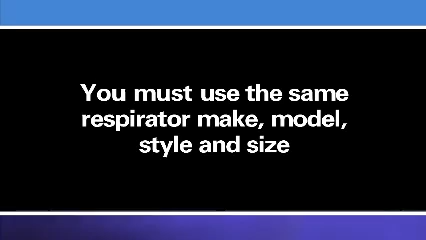 You must use the same
respirator make, model,
style and size